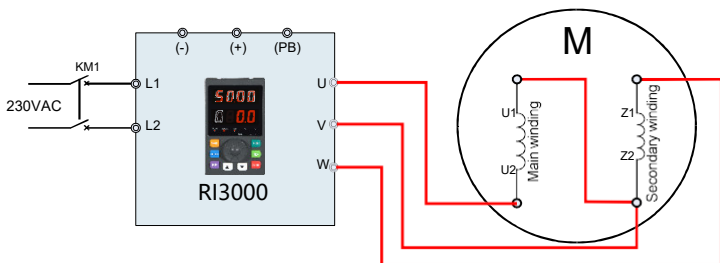 (-) (+) (PB)
KM1
230VAC
L1
L2
5000
0.0
RI3000
U
V
W
M
U1
U2
Main winding
Z1
Z2
Secondary winding